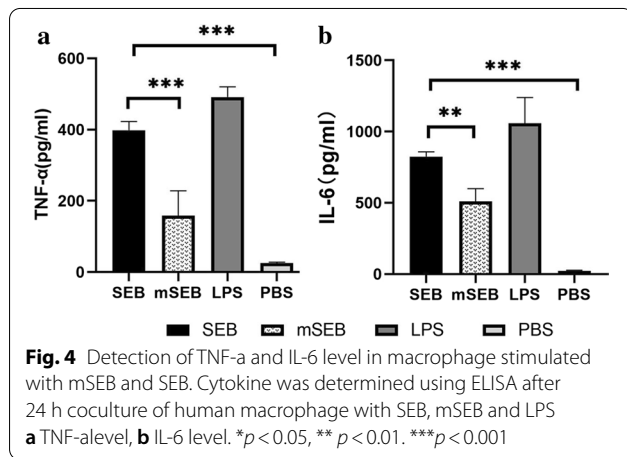 a
b
***
***
600
400
200
0
TNF-α(pg/ml)
SEB mSEB LPS PBS
***
**
1500
1000
500
0
IL-6（pg/ml）
SEB mSEB LPS PBS
SEB mSEB LPS PBS
Fig. 4 Detection of TNF-a and IL-6 level in macrophage stimulated
with mSEB and SEB. Cytokine was determined using ELISA after
24 h coculture of human macrophage with SEB, mSEB and LPS
a TNF-alevel, b IL-6 level. *p < 0.05, ** p < 0.01. ***p < 0.001